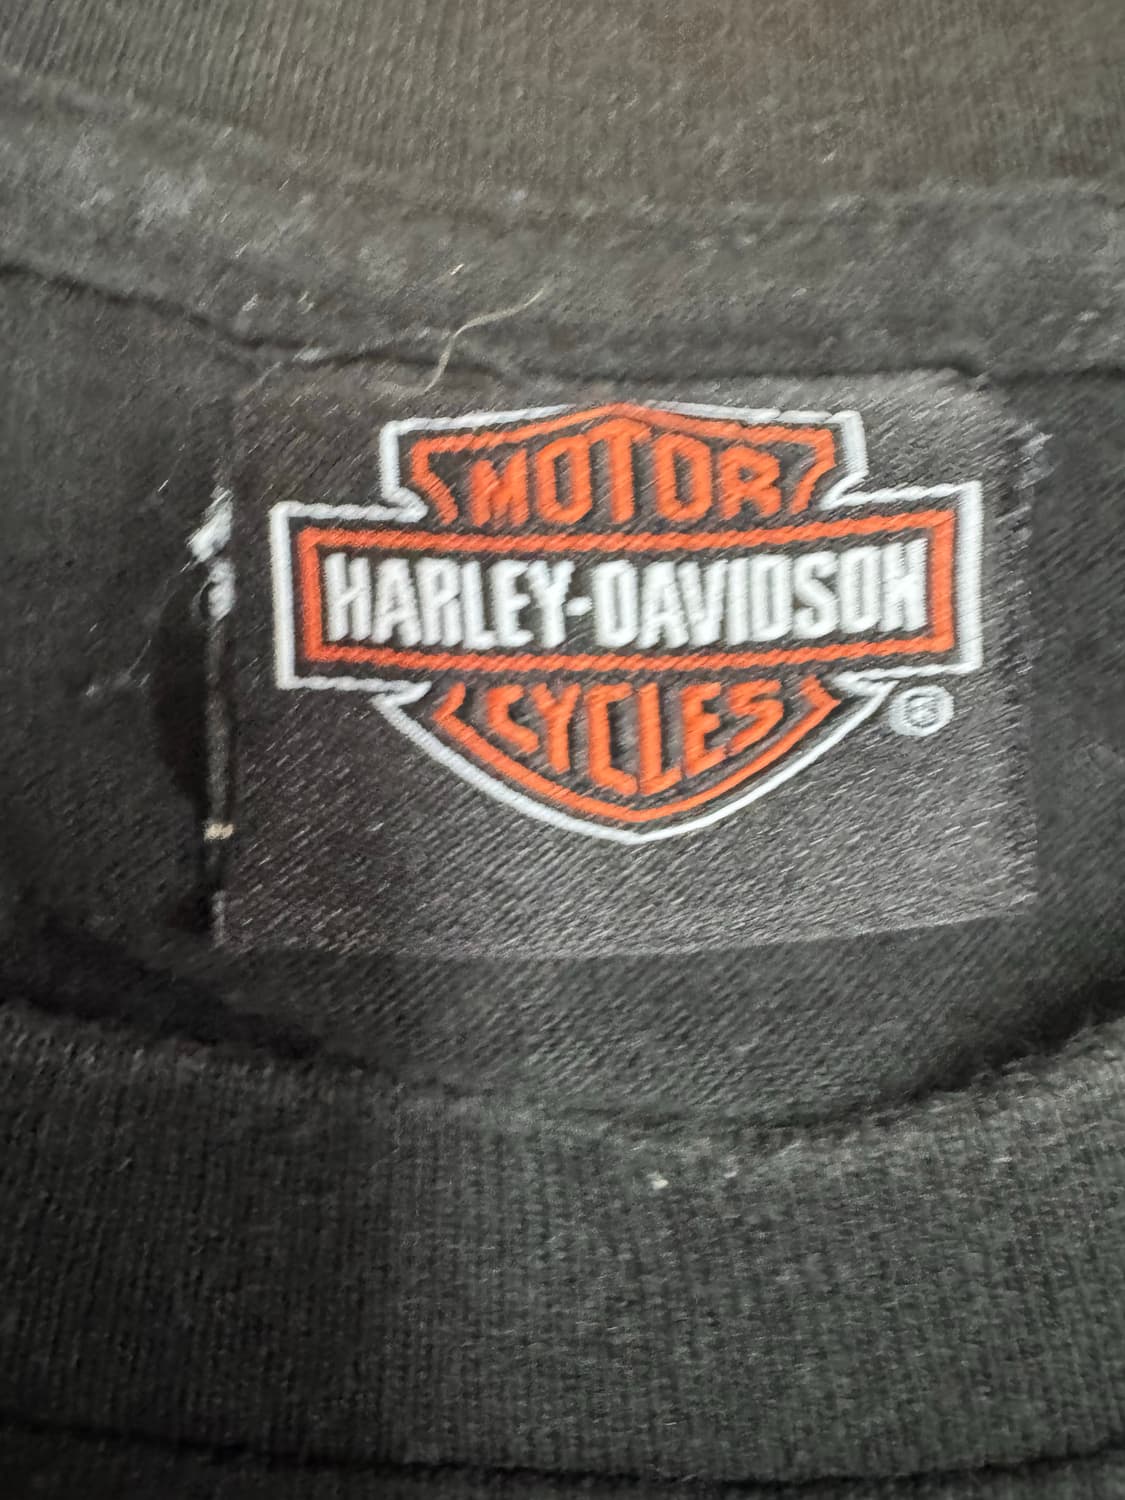 MOTOR
HARLEY-DAVIDSON
CYCLES
®